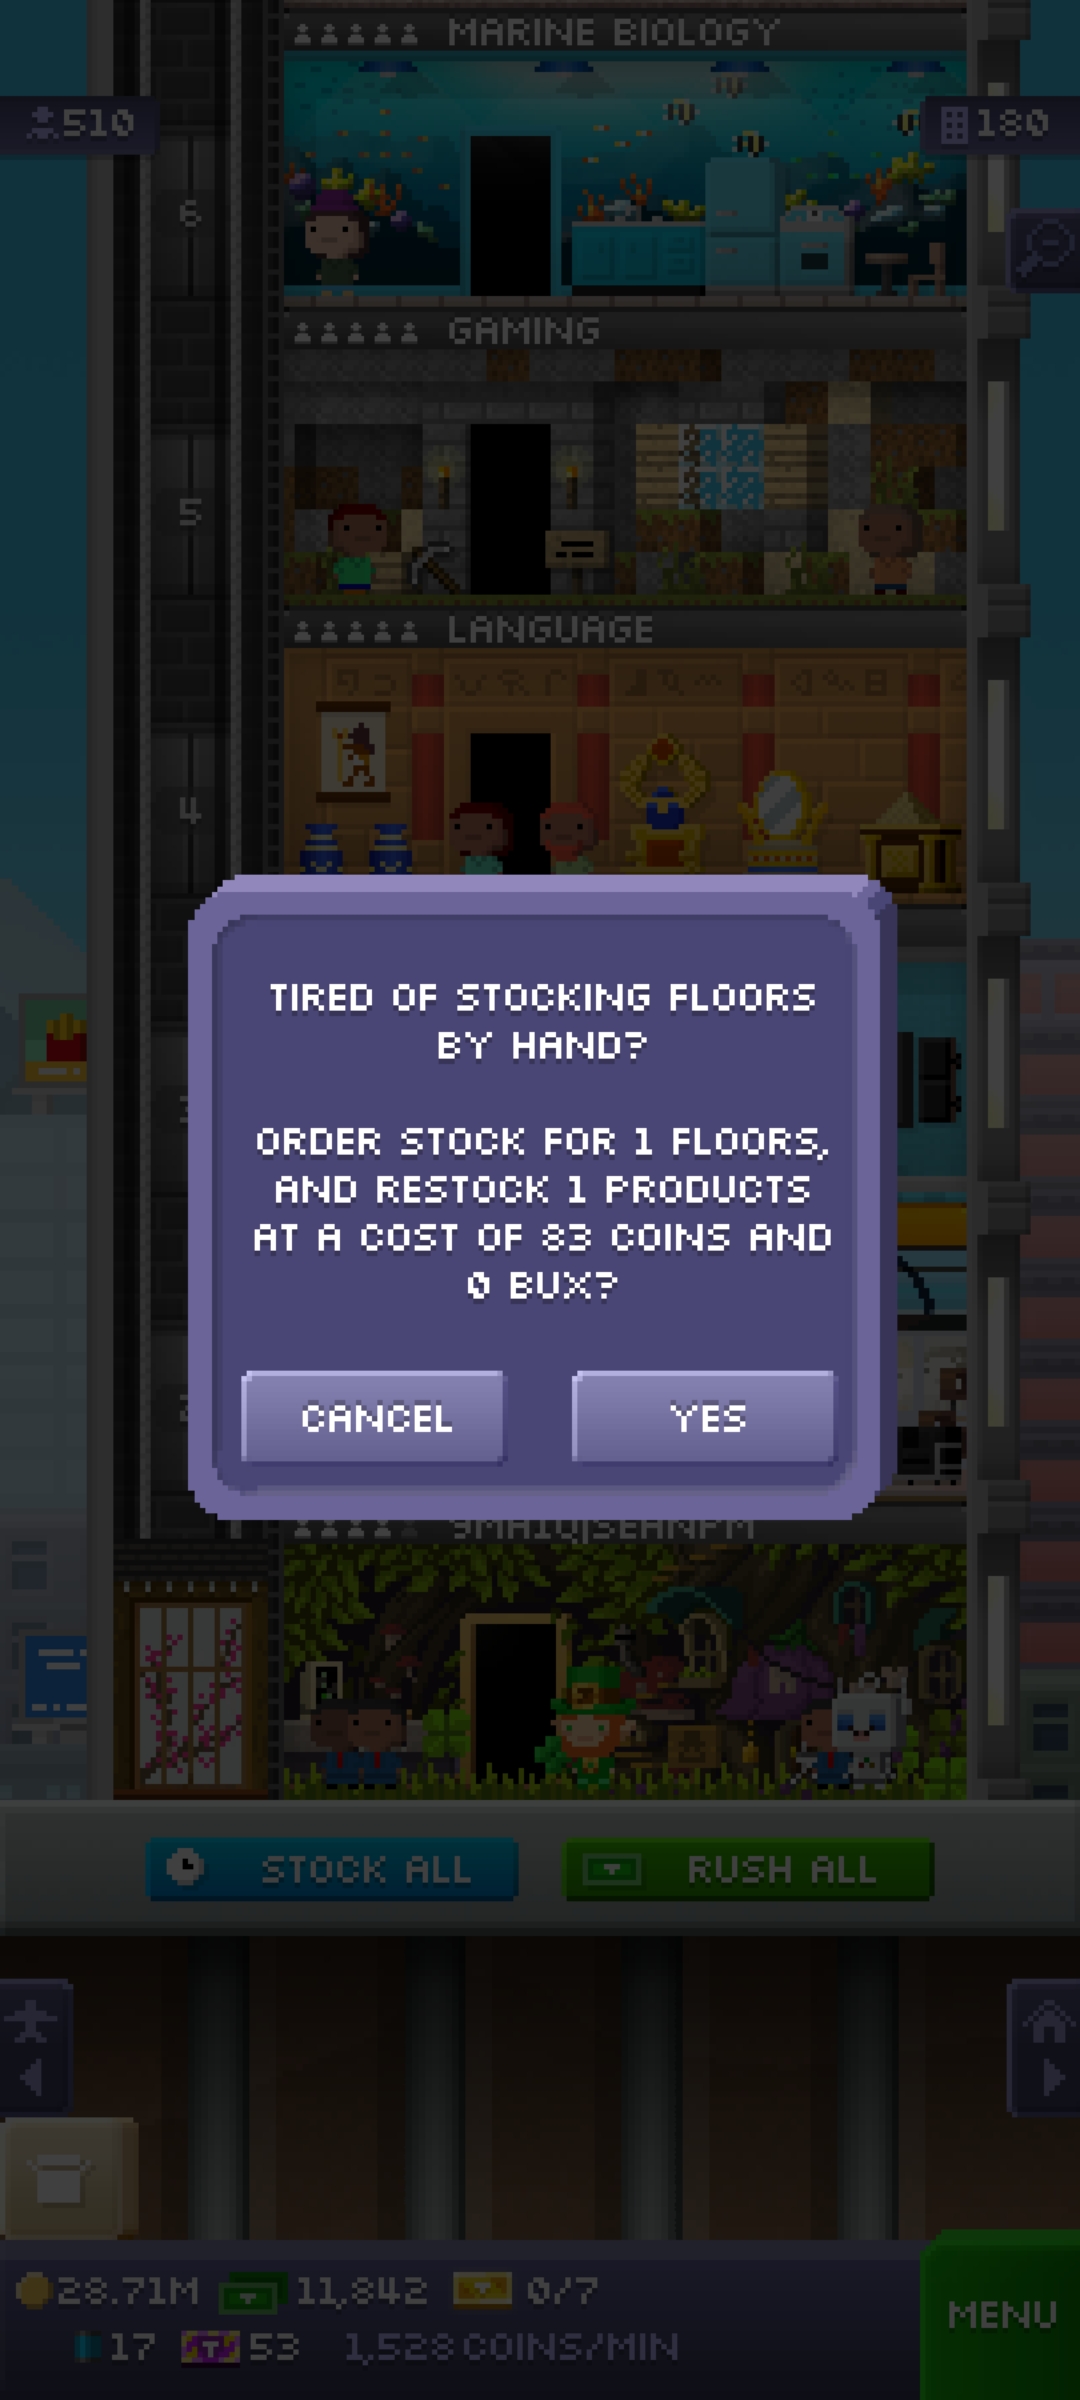 MARINE BIOLOGY
510
180
6
GAMING
5
LANGUAGE
4
TIRED OF STOCKING FLOORS
BY HAND?
ORDER STOCK FOR 1 FLOORS,
AND RESTOCK 1 PRODUCTS
AT A COST OF 83 COINS AND
0 BUX?
CANCEL
YES
STOCK ALL
RUSH ALL
28.71M
11,842
0/7
MENU
17
53
1,528 COINS/MIN